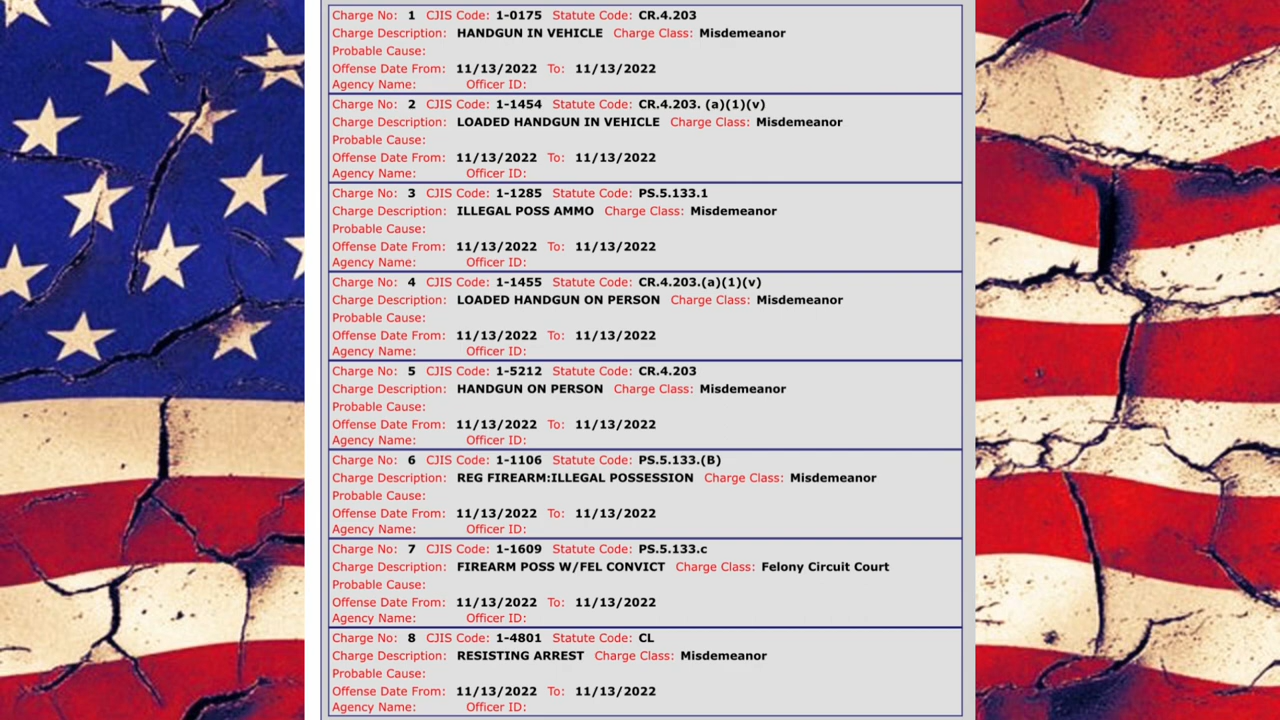 Charge No: 1 CJIS Code: 1-0175 Statute Code: CR.4.203
Charge Description: HANDGUN IN VEHICLE Charge Class: Misdemeanor
Probable Cause:
Offense Date From: 11/13/2022 To: 11/13/2022
Agency Name: Officer ID:
Charge No: 2 CJIS Code: 1-1454 Statute Code: CR.4.203. (a)(1)(v)
Charge Description: LOADED HANDGUN IN VEHICLE Charge Class: Misdemeanor
Probable Cause:
Offense Date From: 11/13/2022 To: 11/13/2022
Agency Name: Officer ID:
Charge No: 3 CJIS Code: 1-1285 Statute Code: PS.5.133.1
Charge Description: ILLEGAL POSS AMMO Charge Class: Misdemeanor
Probable Cause:
Offense Date From: 11/13/2022 To: 11/13/2022
Agency Name: Officer ID:
Charge No: 4 CJIS Code: 1-1455 Statute Code: CR.4.203.(a)(1)(v)
Charge Description: LOADED HANDGUN ON PERSON Charge Class: Misdemeanor
Probable Cause:
Offense Date From: 11/13/2022 To: 11/13/2022
Agency Name: Officer ID:
Charge No: 5 CJIS Code: 1-5212 Statute Code: CR.4.203
Charge Description: HANDGUN ON PERSON Charge Class: Misdemeanor
Probable Cause:
Offense Date From: 11/13/2022 To: 11/13/2022
Agency Name: Officer ID:
Charge No: 6 CJIS Code: 1-1106 Statute Code: PS.5.133.(B)
Charge Description: REG FIREARM:ILLEGAL POSSESSION Charge Class: Misdemeanor
Probable Cause:
Offense Date From: 11/13/2022 To: 11/13/2022
Agency Name: Officer ID:
Charge No: 7 CJIS Code: 1-1609 Statute Code: PS.5.133.c
Charge Description: FIREARM POSS W/FEL CONVICT Charge Class: Felony Circuit Court
Probable Cause:
Offense Date From: 11/13/2022 To: 11/13/2022
Agency Name: Officer ID:
Charge No: 8 CJIS Code: 1-4801 Statute Code: CL
Charge Description: RESISTING ARREST Charge Class: Misdemeanor
Probable Cause:
Offense Date From: 11/13/2022 To: 11/13/2022
Agency Name: Officer ID: